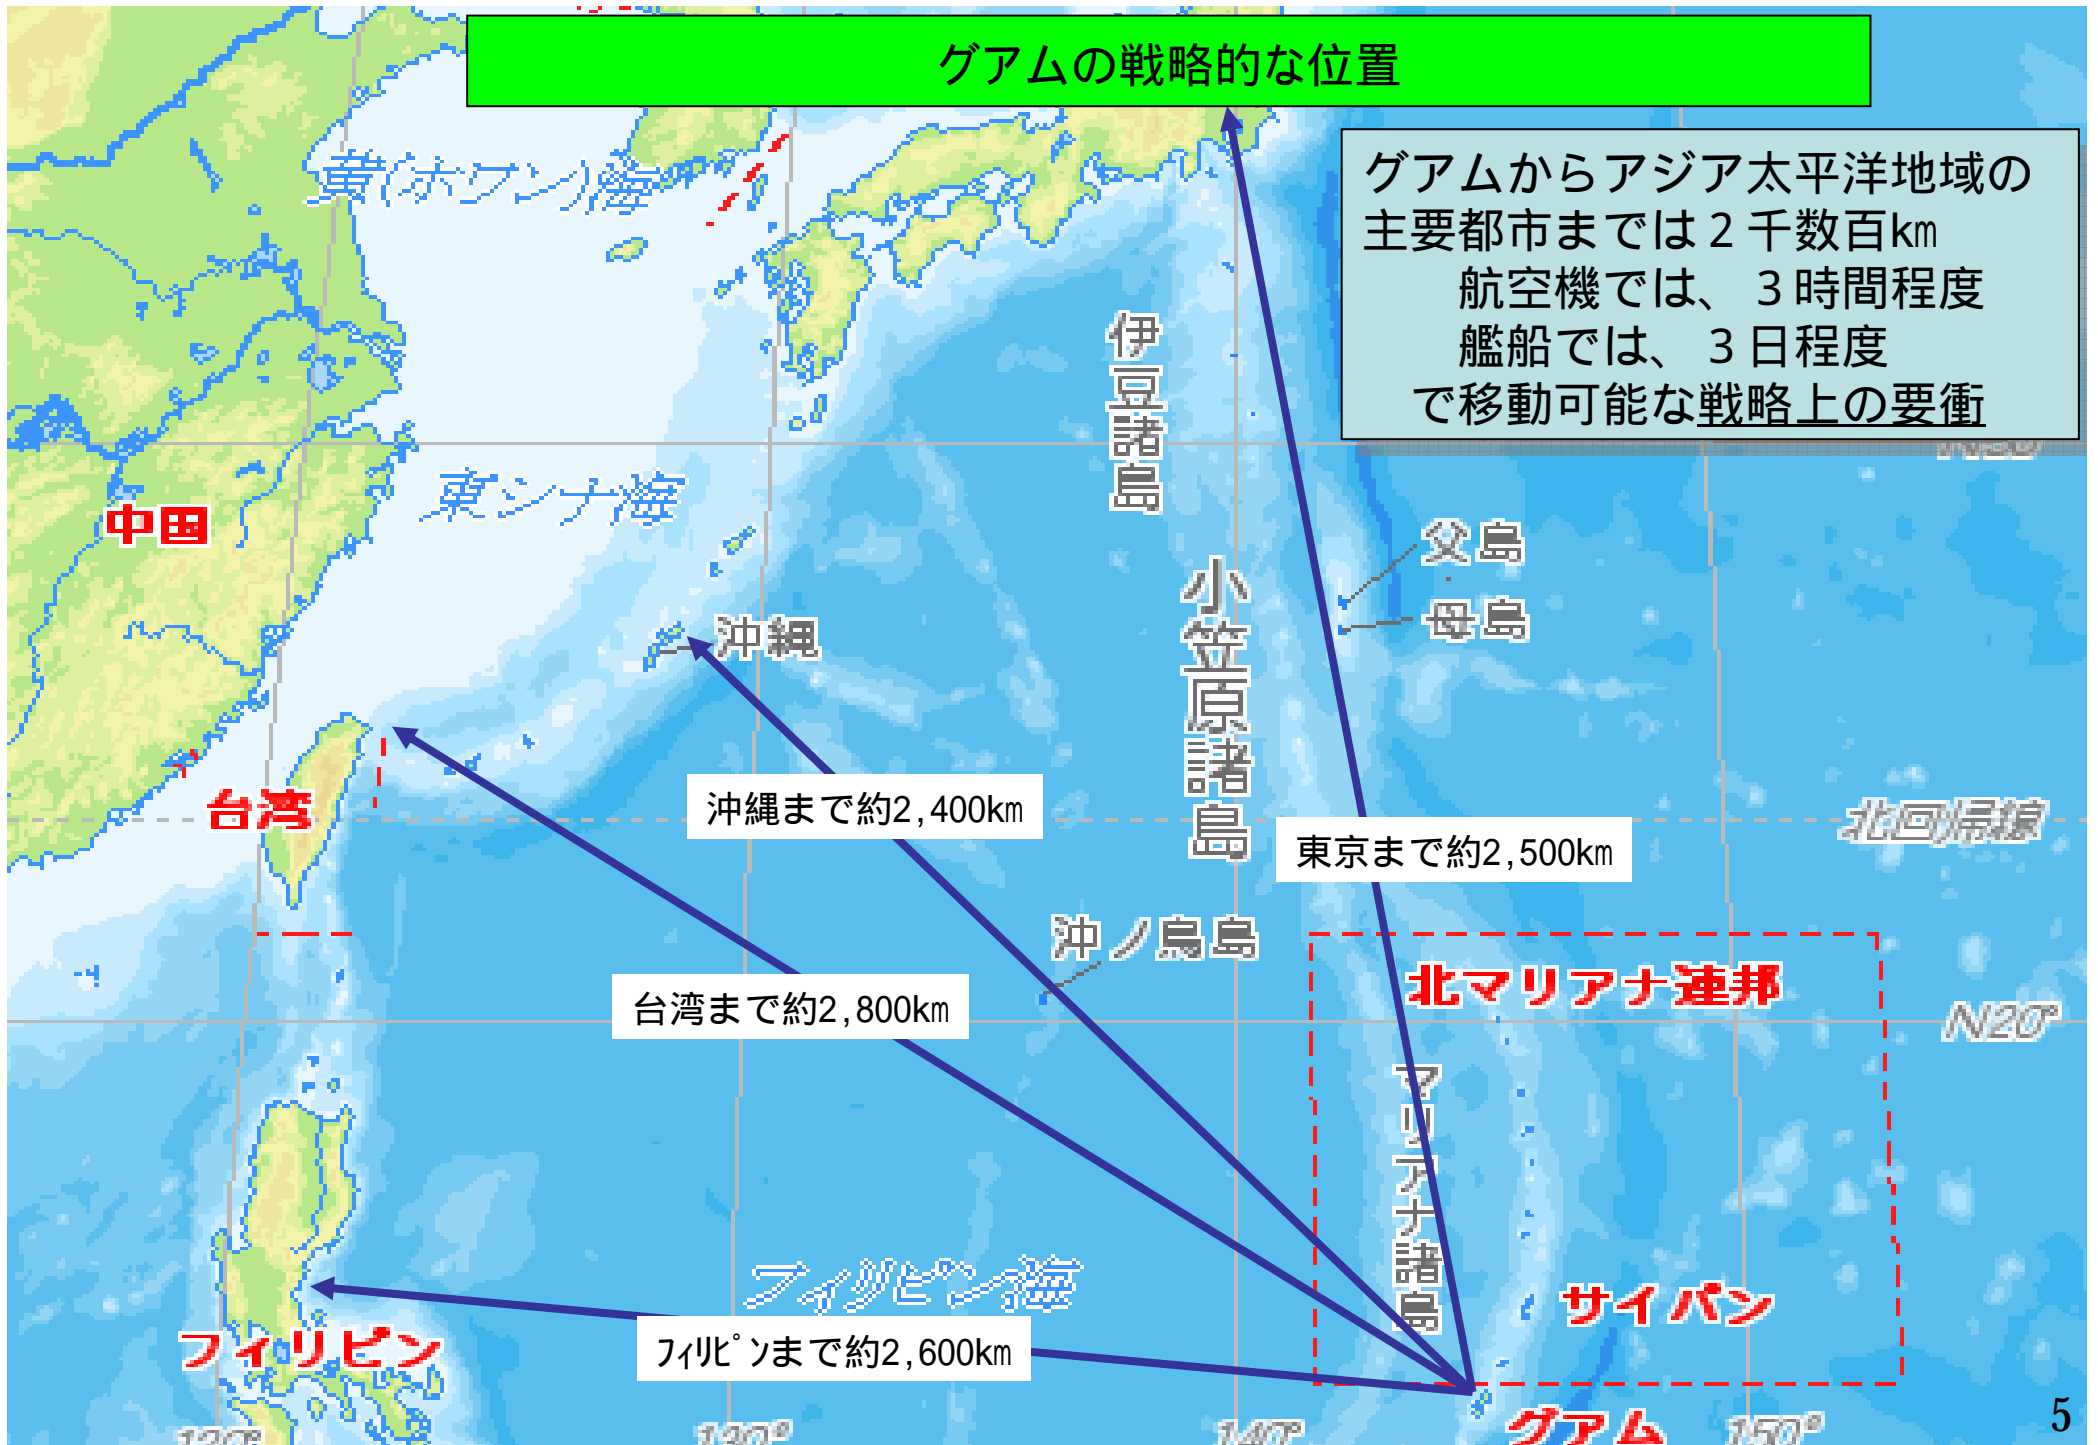 グアムの戦略的な位置
グアムからアジア太平洋地域の
主要都市までは２千数百km
航空機では、３時間程度
艦船では、３日程度
で移動可能な戦略上の要衝
黄(ホワン)海
伊豆諸島
東シナ海
中国
父島
母島
小笠原諸島
沖縄
台湾
沖縄まで約2,400km
東京まで約2,500km
北回帰線
沖ノ鳥島
北マリアナ連邦
台湾まで約2,800km
N20°
マリアナ諸島
フィリピン海
サイパン
フィリピン
ﾌｨﾘﾋﾟﾝまで約2,600km
グアム
120°
130°
140°
150°
5